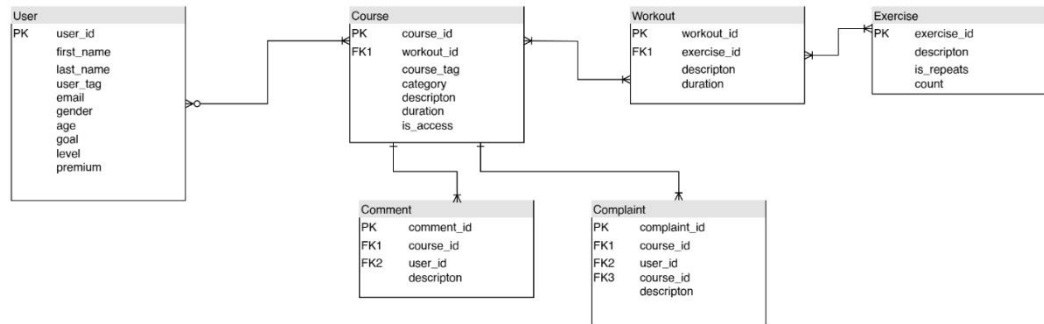 User
PK user_id
first_name
last_name
user_tag
email
gender
age
goal
level
premium
Course
PK course_id
FK1 workout_id
course_tag
category
descripton
duration
is_access
Workout
PK workout_id
FK1 exercise_id
descripton
duration
Exercise
PK exercise_id
descripton
is_repeats
count
Comment
PK comment_id
FK1 course_id
FK2 user_id
descripton
Complaint
PK complaint_id
FK1 course_id
FK2 user_id
FK3 course_id
descripton